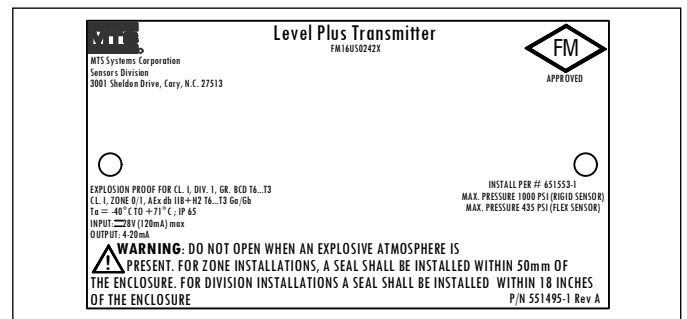 MTS
Level Plus Transmitter
FM16US0242X
MTS Systems Corporation
Sensors Division
3001 Sheldon Drive, Cary, N.C. 27513
FM
APPROVED
EXPLOSION PROOF FOR CL. I, DIV. 1, GR. BCD T6...T3
CL. I, ZONE 0/1, AEx db IIB+H2 T6...T3 Ga/Gb
Ta = -40°C TO +71°C ; IP 65
INPUT:⎓28V (120mA) max
OUTPUT: 4-20mA
INSTALL PER # 651553-1
MAX. PRESSURE 1000 PSI (RIGID SENSOR)
MAX. PRESSURE 435 PSI (FLEX SENSOR)
WARNING: DO NOT OPEN WHEN AN EXPLOSIVE ATMOSPHERE IS
PRESENT. FOR ZONE INSTALLATIONS, A SEAL SHALL BE INSTALLED WITHIN 50mm OF
THE ENCLOSURE. FOR DIVISION INSTALLATIONS A SEAL SHALL BE INSTALLED WITHIN 18 INCHES
OF THE ENCLOSURE
P/N 551495-1 Rev A